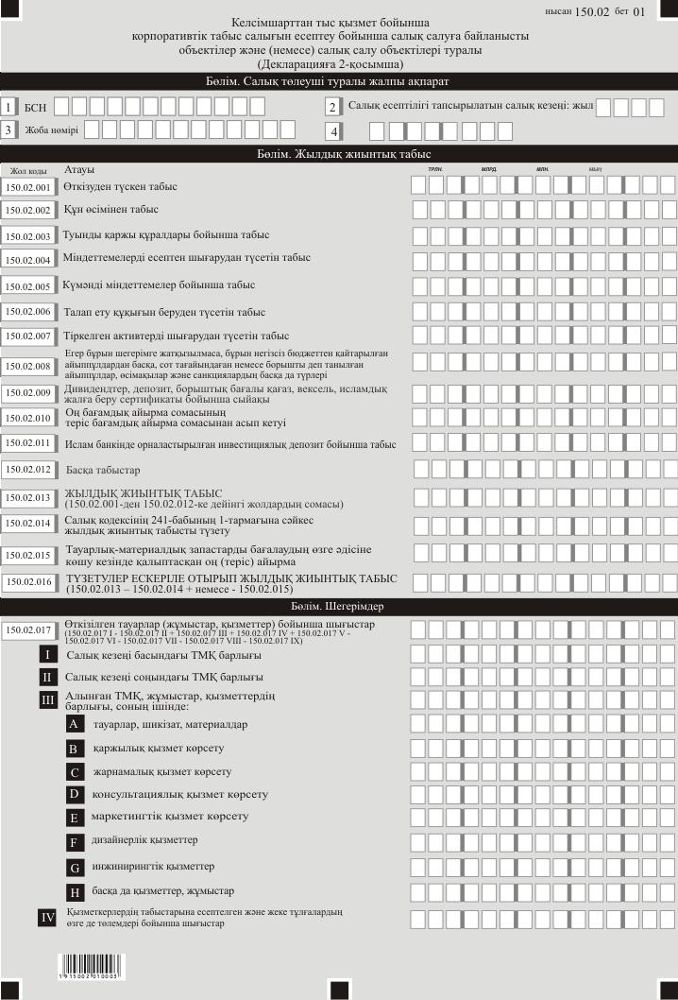 нысан 150.02 бет 01
Келсімшарттан тыс қызмет бойынша
корпоративтік табыс салығын есептеу бойынша салық салуға байланысты
объектілер және (немесе) салық салу объектілері туралы
(Декларацияға 2-қосымша)
Бөлім. Салық төлеуші туралы жалпы ақпарат
1 БСН
2 Салық есептілігі тапсырылатын салық кезеңі: жыл
3 Жоба нөмірі
4
Бөлім. Жылдық жиынтық табыс
Жол коды Атауы ТРЛН. МЛРД. МЛН. МЫҢ
150.02.001 Өткізуден түскен табыс
150.02.002 Құн өсімінен табыс
150.02.003 Туынды қаржы құралдары бойынша табыс
150.02.004 Міндеттемелерді есептен шығарудан түсетін табыс
150.02.005 Күмәнді міндеттемелер бойынша табыс
150.02.006 Талап ету құқығын беруден түсетін табыс
150.02.007 Тіркелген активтерді шығарудан түсетін табыс
150.02.008 Егер бұрын шегерімге жатқызылмаса, бұрын негізсіз бюджеттен қайтарылған
айыппұлдардан басқа, сот тағайындаған немесе борышты деп танылған
айыппұлдар, өсімақылар және санкциялардың басқа да түрлері
150.02.009 Дивидендтер, депозит, борыштық бағалы қағаз, вексель, исламдық
жалға беру сертификаты бойынша сыйақы
150.02.010 Оң бағамдық айырма сомасының
теріс бағамдық айырма сомасынан асып кетуі
150.02.011 Ислам банкінде орналастырылған инвестициялық депозит бойынша табыс
150.02.012 Басқа табыстар
150.02.013 ЖЫЛДЫҚ ЖИЫНТЫҚ ТАБЫС
(150.02.001-ден 150.02.012-ке дейінгі жолдардың сомасы)
150.02.014 Салық кодексінің 241-бабының 1-тармағына сәйкес
жылдық жиынтық табысты түзету
150.02.015 Тауарлық-материалдық запастарды бағалаудың өзге әдісіне
көшу кезінде қалыптасқан оң (теріс) айырма
150.02.016 ТҮЗЕТУЛЕР ЕСКЕРІЛЕ ОТЫРЫП ЖЫЛДЫҚ ЖИЫНТЫҚ ТАБЫС
(150.02.013 – 150.02.014 + немесе - 150.02.015)
Бөлім. Шегерімдер
150.02.017 Өткізілген тауарлар (жұмыстар, қызметтер) бойынша шығыстар
(150.02.017 I - 150.02.017 II + 150.02.017 III + 150.02.017 IV + 150.02.017 V -
150.02.017 VI - 150.02.017 VII - 150.02.017 VIII - 150.02.017 IX)
I Салық кезеңі басындағы ТМҚ барлығы
II Салық кезеңі соңындағы ТМҚ барлығы
III Алынған ТМҚ, жұмыстар, қызметтердің
барлығы, соның ішінде:
A тауарлар, шикізат, материалдар
B қаржылық қызмет көрсету
C жарнамалық қызмет көрсету
D консультациялық қызмет көрсету
E маркетингтік қызмет көрсету
F дизайнерлік қызметтер
G инжинирингтік қызметтер
H басқа да қызметтер, жұмыстар
IV Қызметкерлердің табыстарына есептелген және жеке тұлғалардың
өзге де төлемдері бойынша шығыстар
1915002010003